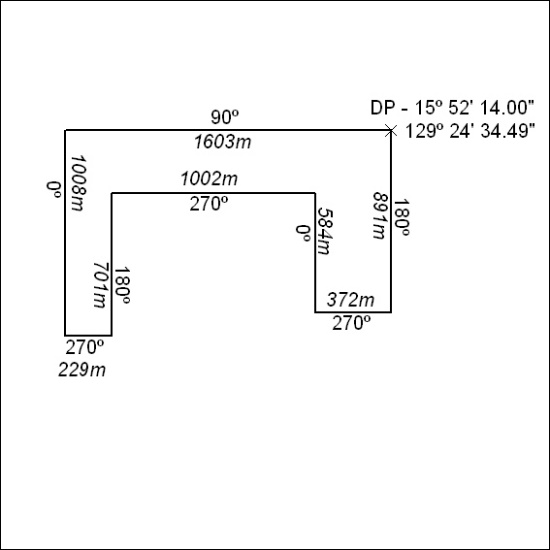 90º
1603m
DP - 15º 52' 14.00"
129º 24' 34.49"
0º
1008m
1002m
270º
701m
180º
0º
584m
891m
180º
372m
270º
270º
229m